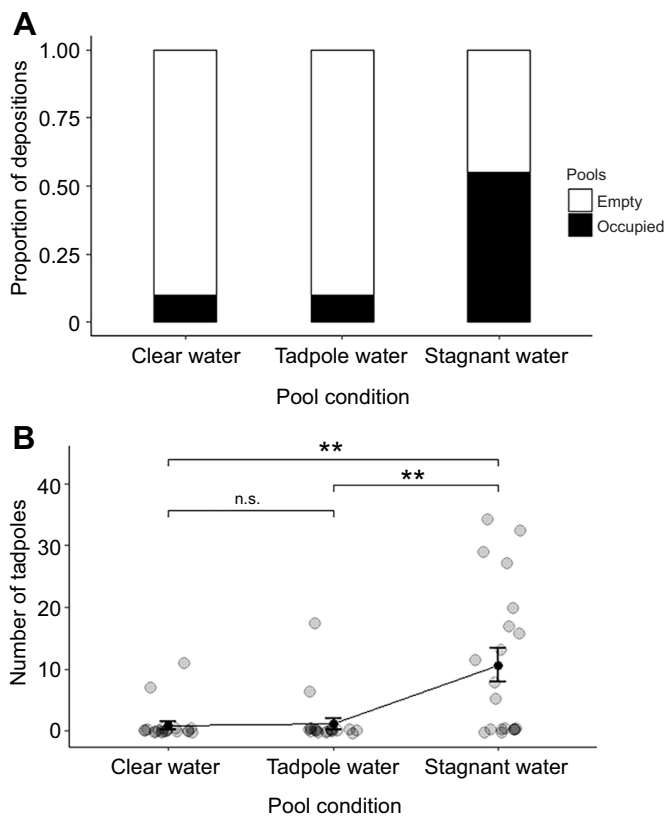 A
Proportion of depositions
1.00
0.75
0.50
0.25
0
Clear water
Tadpole water
Stagnant water
Pool condition
Pools
Empty
Occupied
B
Number of tadpoles
40
30
20
10
0
**
**
n.s.
Clear water
Tadpole water
Stagnant water
Pool condition